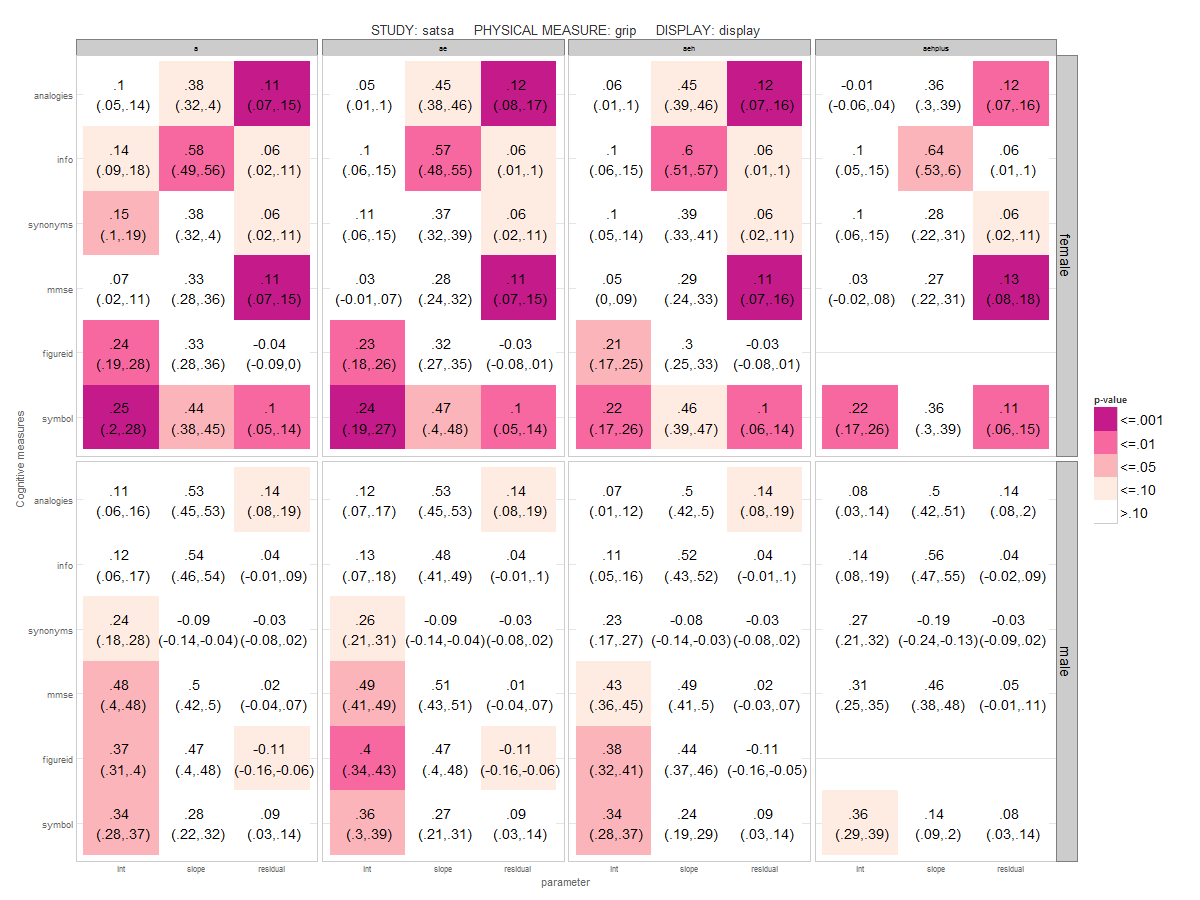 STUDY: satsa PHYSICAL MEASURE: grip DISPLAY: display
a ae aeh aehplus
.1 .38 .11 .05 .45 .12 .06 .45 .12 -0.01 .36 .12
analogies
(.05,.14) (.32,.4) (.07,.15) (.01,.1) (.38,.46) (.08,.17) (.01,.1) (.39,.46) (.07,.16) (-0.06,.04) (.3,.39) (.07,.16)
.14 .58 .06 .1 .57 .06 .1 .6 .06 .1 .64 .06
info
(.09,.18) (.49,.56) (.02,.11) (.06,.15) (.48,.55) (.01,.1) (.06,.15) (.51,.57) (.01,.1) (.05,.15) (.53,.6) (.01,.1)
.15 .38 .06 .11 .37 .06 .1 .39 .06 .1 .28 .06
synonyms
(.1,.19) (.32,.4) (.02,.11) (.06,.15) (.32,.39) (.02,.11) (.05,.14) (.33,.41) (.02,.11) (.06,.15) (.22,.31) (.02,.11)
female
.07 .33 .11 .03 .28 .11 .05 .29 .11 .03 .27 .13
mmse
(.02,.11) (.28,.36) (.07,.15) (-0.01,.07) (.24,.32) (.07,.15) (0,.09) (.24,.33) (.07,.16) (-0.02,.08) (.22,.31) (.08,.18)
.24 .33 -0.04 .23 .32 -0.03 .21 .3 -0.03
figureid
(.19,.28) (.28,.36) (-0.09,0) (.18,.26) (.27,.35) (-0.08,.01) (.17,.25) (.25,.33) (-0.08,.01)
.25 .44 .1 .24 .47 .1 .22 .46 .1 .22 .36 .11
symbol
(.2,.28) (.38,.45) (.05,.14) (.19,.27) (.4,.48) (.05,.14) (.17,.26) (.39,.47) (.06,.14) (.17,.26) (.3,.39) (.06,.15)
Cognitive measures
.11 .53 .14 .12 .53 .14 .07 .5 .14 .08 .5 .14
analogies
(.06,.16) (.45,.53) (.08,.19) (.07,.17) (.45,.53) (.08,.19) (.01,.12) (.42,.5) (.08,.19) (.03,.14) (.42,.51) (.08,.2)
.12 .54 .04 .13 .48 .04 .11 .52 .04 .14 .56 .04
info
(.06,.17) (.46,.54) (-0.01,.09) (.07,.18) (.41,.49) (-0.01,.1) (.05,.16) (.43,.52) (-0.01,.1) (.08,.19) (.47,.55) (-0.02,.09)
.24 -0.09 -0.03 .26 -0.09 -0.03 .23 -0.08 -0.03 .27 -0.19 -0.03
synonyms
(.18,.28) (-0.14,-0.04) (-0.08,.02) (.21,.31) (-0.14,-0.04) (-0.08,.02) (.17,.27) (-0.14,-0.03) (-0.08,.02) (.21,.32) (-0.24,-0.13) (-0.09,.02)
male
.48 .5 .02 .49 .51 .01 .43 .49 .02 .31 .46 .05
mmse
(.4,.48) (.42,.5) (-0.04,.07) (.41,.49) (.43,.51) (-0.04,.07) (.36,.45) (.41,.5) (-0.03,.07) (.25,.35) (.38,.48) (-0.01,.11)
.37 .47 -0.11 .4 .47 -0.11 .38 .44 -0.11
figureid
(.31,.4) (.4,.48) (-0.16,-0.06) (.34,.43) (.4,.48) (-0.16,-0.06) (.32,.41) (.37,.46) (-0.16,-0.05)
.34 .28 .09 .36 .27 .09 .34 .24 .09 .36 .14 .08
symbol
(.28,.37) (.22,.32) (.03,.14) (.3,.39) (.21,.31) (.03,.14) (.28,.37) (.19,.29) (.03,.14) (.29,.39) (.09,.2) (.03,.14)
int slope residual int slope residual int slope residual int slope residual
parameter
p-value
<=.001
<=.01
<=.05
<=.10
>.10